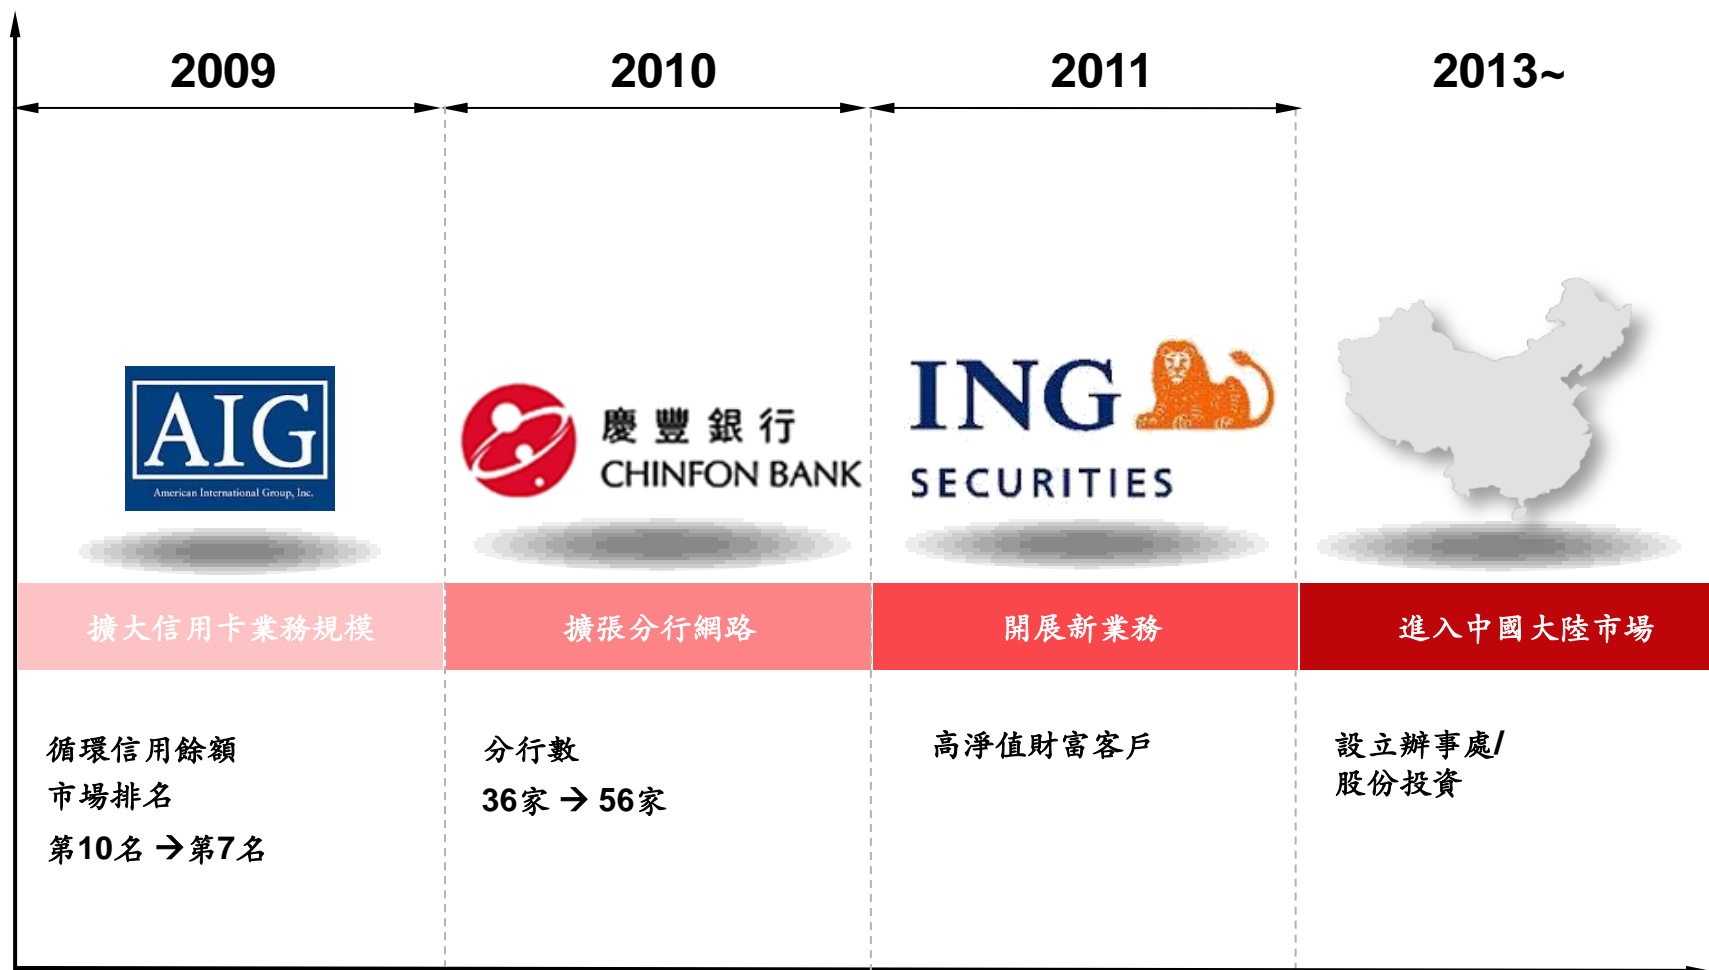 2009
2010
2011
2013~
AIG
American International Group, Inc.
慶豐銀行
CHINFON BANK
ING
SECURITIES
擴大信用卡業務規模
擴張分行網路
開展新業務
進入中國大陸市場
循環信用餘額
市場排名
第10名 → 第7名
分行數
36家 → 56家
高淨值財富客戶
設立辦事處/
股份投資